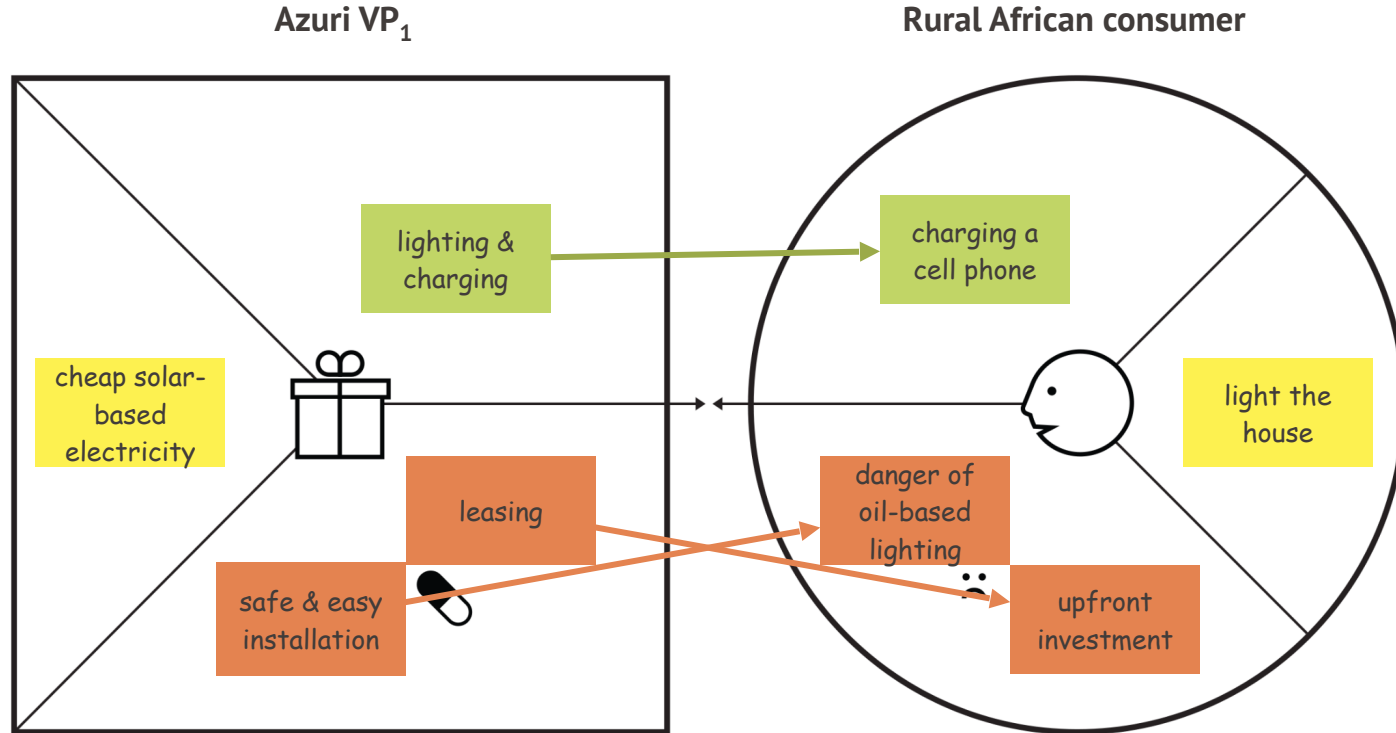 Azuri VP₁
Rural African consumer
lighting &
charging
charging a
cell phone
cheap solar-
based
electricity
light the
house
leasing
danger of
oil-based
lighting
safe & easy
installation
upfront
investment